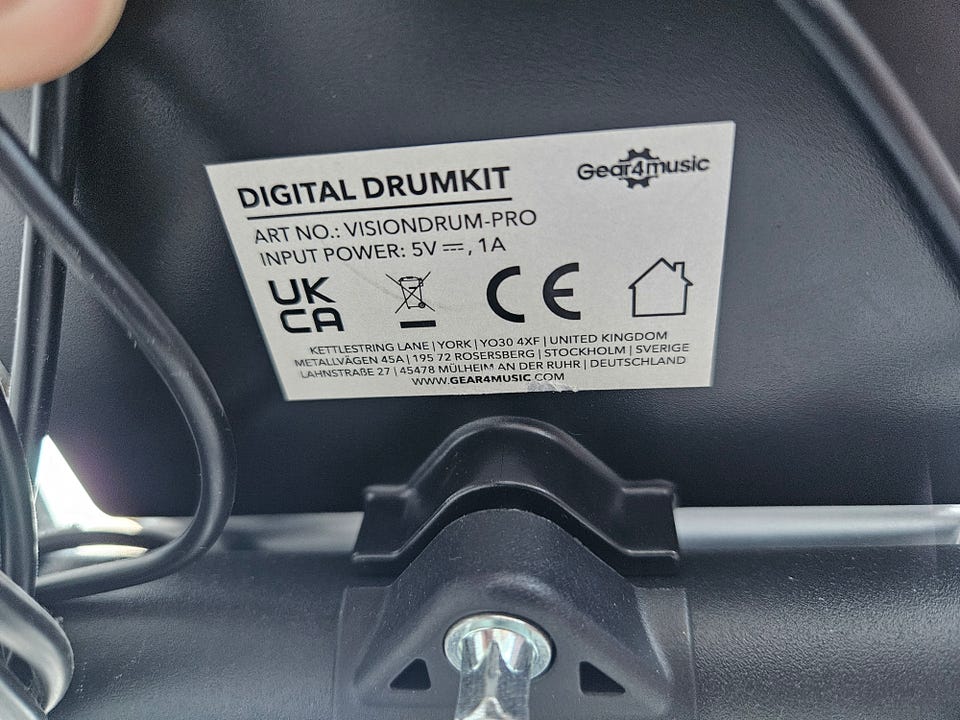 DIGITAL DRUMKIT
Gear4music
ART NO.: VISIONDRUM-PRO
INPUT POWER: 5V ⎓, 1A
UK
CA
CE
KETTLESTRING LANE | YORK | YO30 4XF | UNITED KINGDOM
METALLVÄGEN 45A | 195 72 ROSERSBERG | STOCKHOLM | SVERIGE
LAHNSTRAßE 27 | 45478 MÜLHEIM AN DER RUHR | DEUTSCHLAND
WWW.GEAR4MUSIC.COM